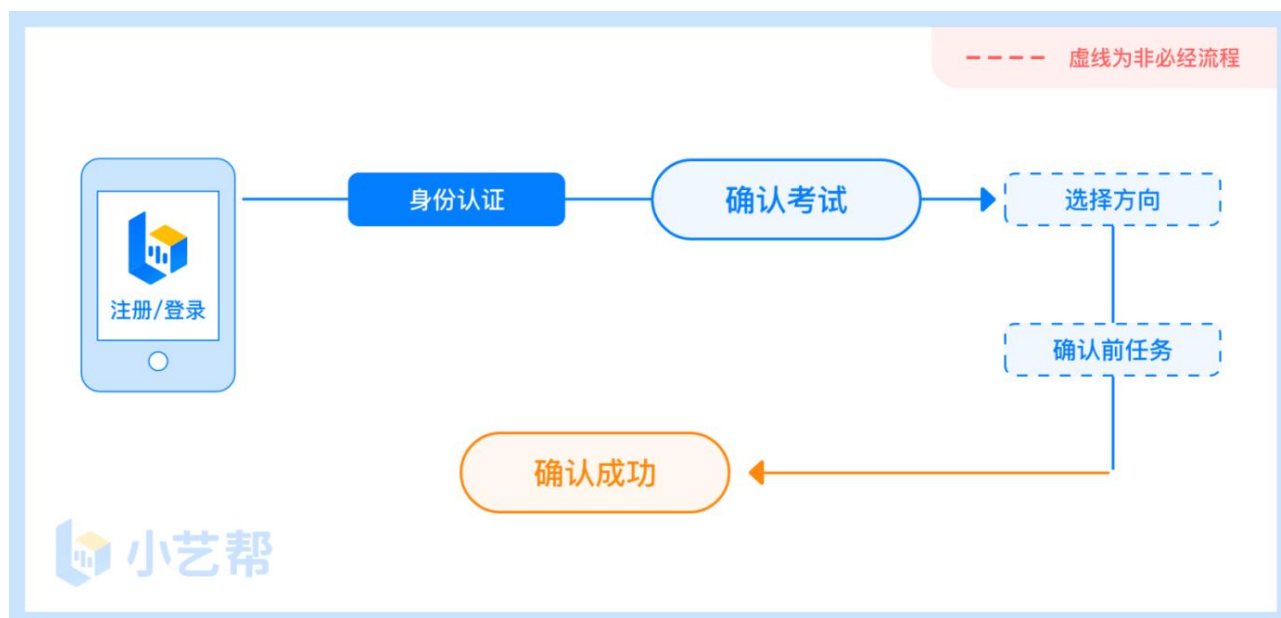 虚线为非必经流程
身份认证
确认考试
选择方向
注册/登录
确认前任务
确认成功
小艺帮